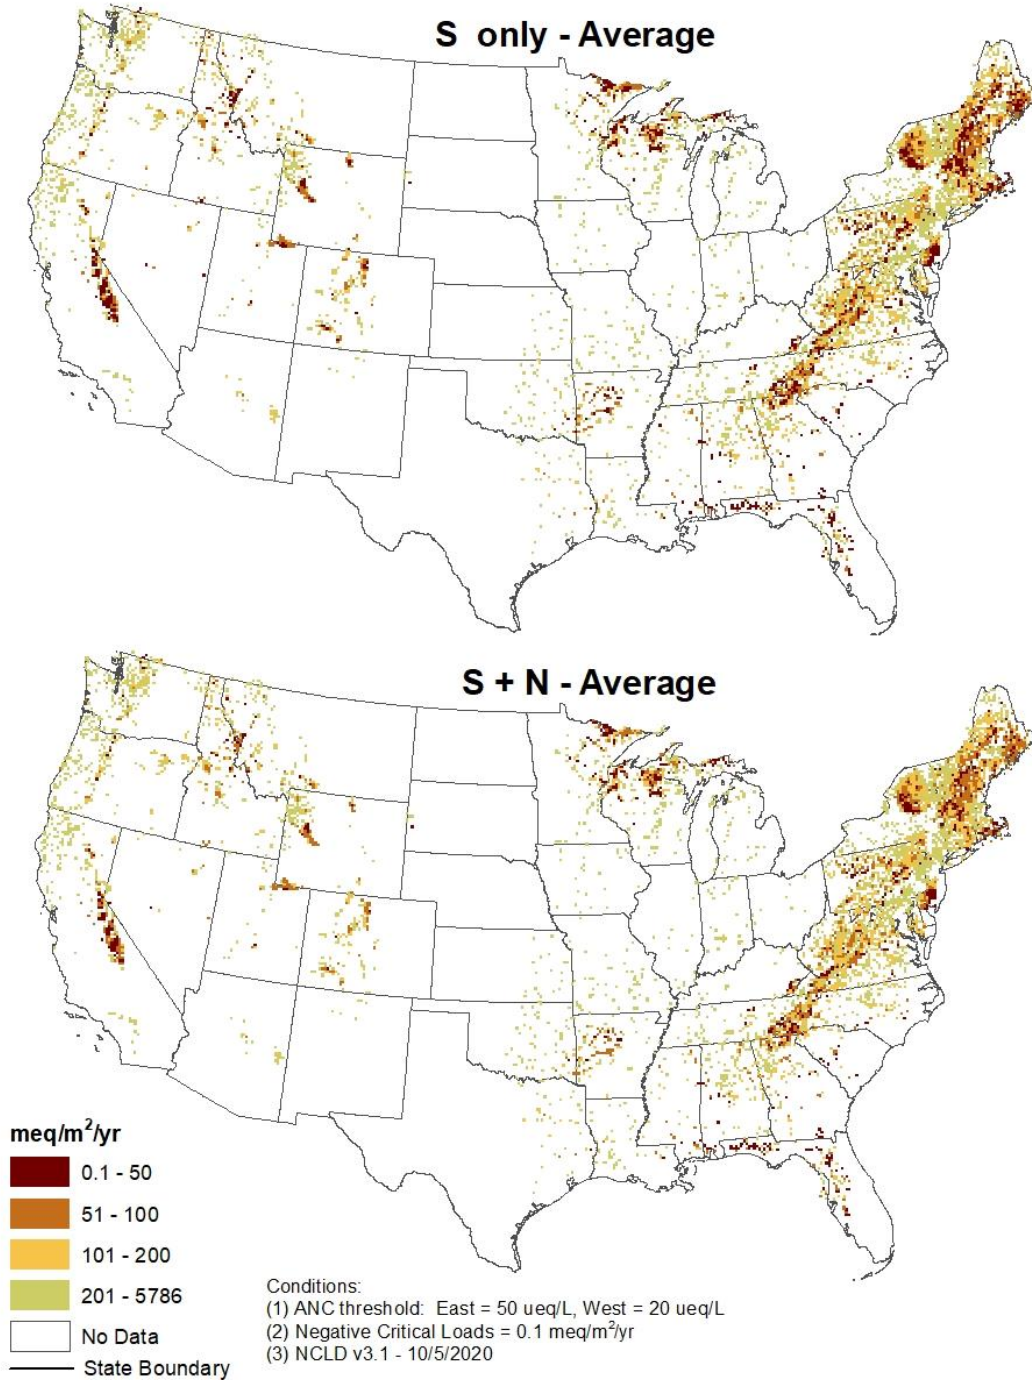 S only - Average
S + N - Average
meq/m²/yr
0.1 - 50
51 - 100
101 - 200
201 - 5786
No Data
State Boundary
Conditions:
(1) ANC threshold: East = 50 ueq/L, West = 20 ueq/L
(2) Negative Critical Loads = 0.1 meq/m²/yr
(3) NCLD v3.1 - 10/5/2020